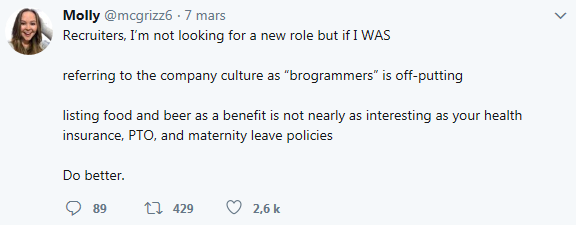 Molly @mcgrizz6 · 7 mars
Recruiters, I'm not looking for a new role but if I WAS
referring to the company culture as “brogrammers” is off-putting
listing food and beer as a benefit is not nearly as interesting as your health
insurance, PTO, and maternity leave policies
Do better.
89 429 2,6 k